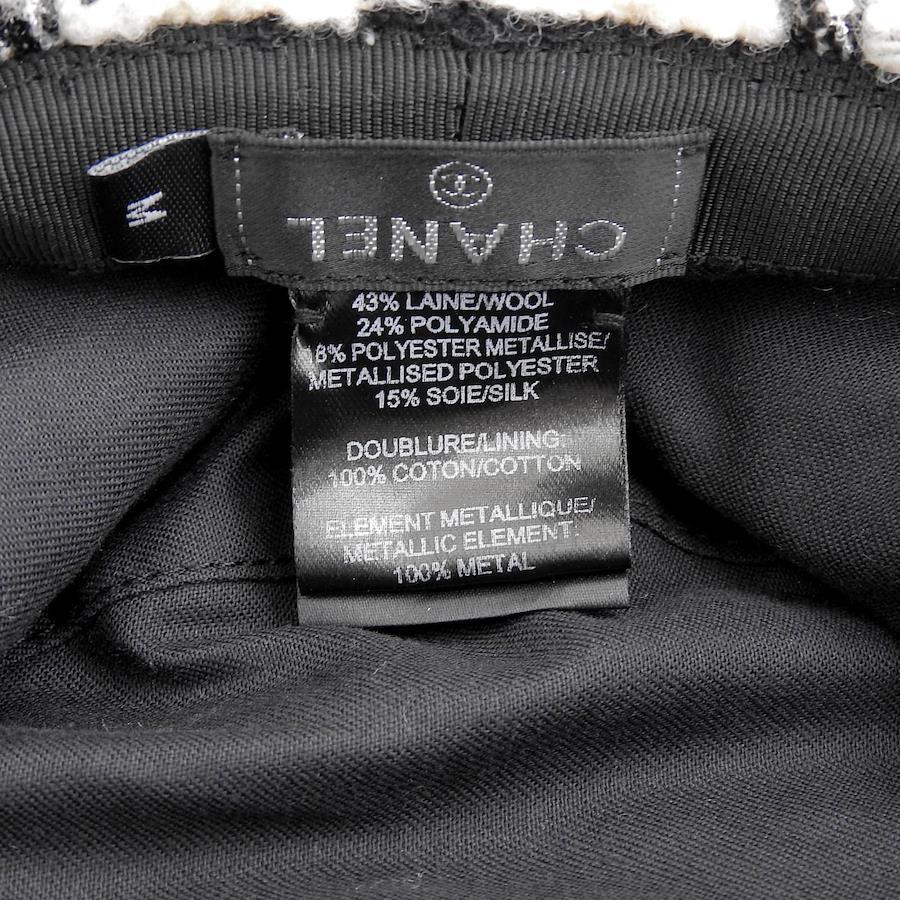 M
CHANEL
43% LAINE/WOOL
24% POLYAMIDE
18% POLYESTER METALLISE/
METALLISED POLYESTER
15% SOIE/SILK
DOUBLURE/LINING:
100% COTON/COTTON
ELEMENT METALLIQUE/
METALLIC ELEMENT:
100% METAL